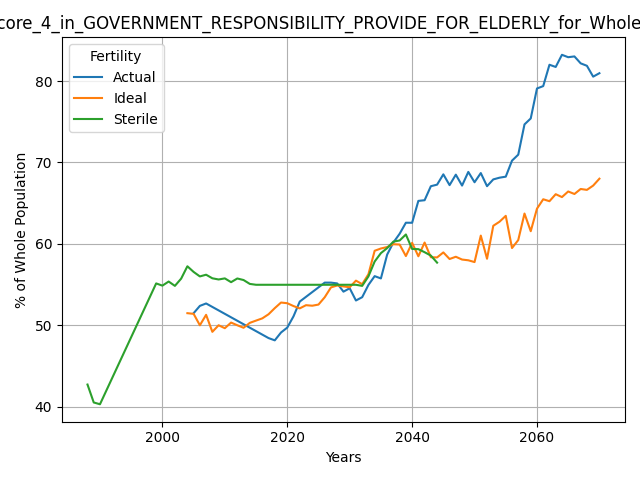 core_4_in_GOVERNMENT_RESPONSIBILITY_PROVIDE_FOR_ELDERLY_for_Whole
Fertility
Actual
Ideal
Sterile
% of Whole Population
80
70
60
50
40
2000
2020
2040
2060
Years